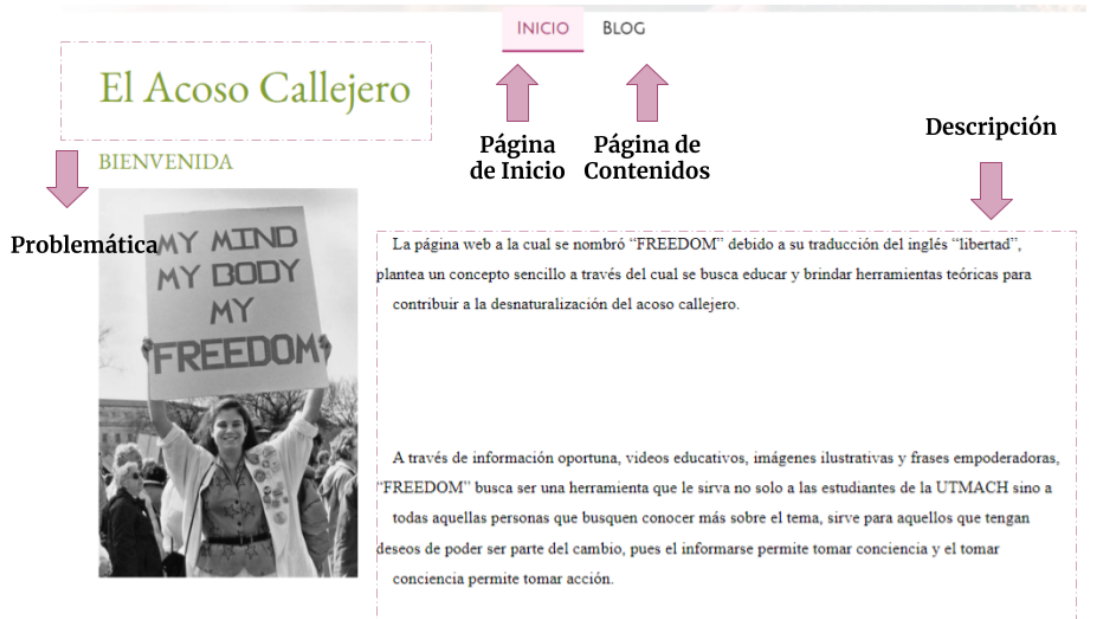 INICIO BLOG
El Acoso Callejero
Página
de Inicio
Página de
Contenidos
Descripción
BIENVENIDA
Problemática
MY MIND
MY BODY
MY
FREEDOM
La página web a la cual se nombró “FREEDOM” debido a su traducción del inglés “libertad”,
plantea un concepto sencillo a través del cual se busca educar y brindar herramientas teóricas para
contribuir a la desnaturalización del acoso callejero.
A través de información oportuna, videos educativos, imágenes ilustrativas y frases empoderadoras,
“FREEDOM” busca ser una herramienta que le sirva no solo a las estudiantes de la UTMACH sino a
todas aquellas personas que busquen conocer más sobre el tema, sirve para aquellos que tengan
deseos de poder ser parte del cambio, pues el informarse permite tomar conciencia y el tomar
conciencia permite tomar acción.